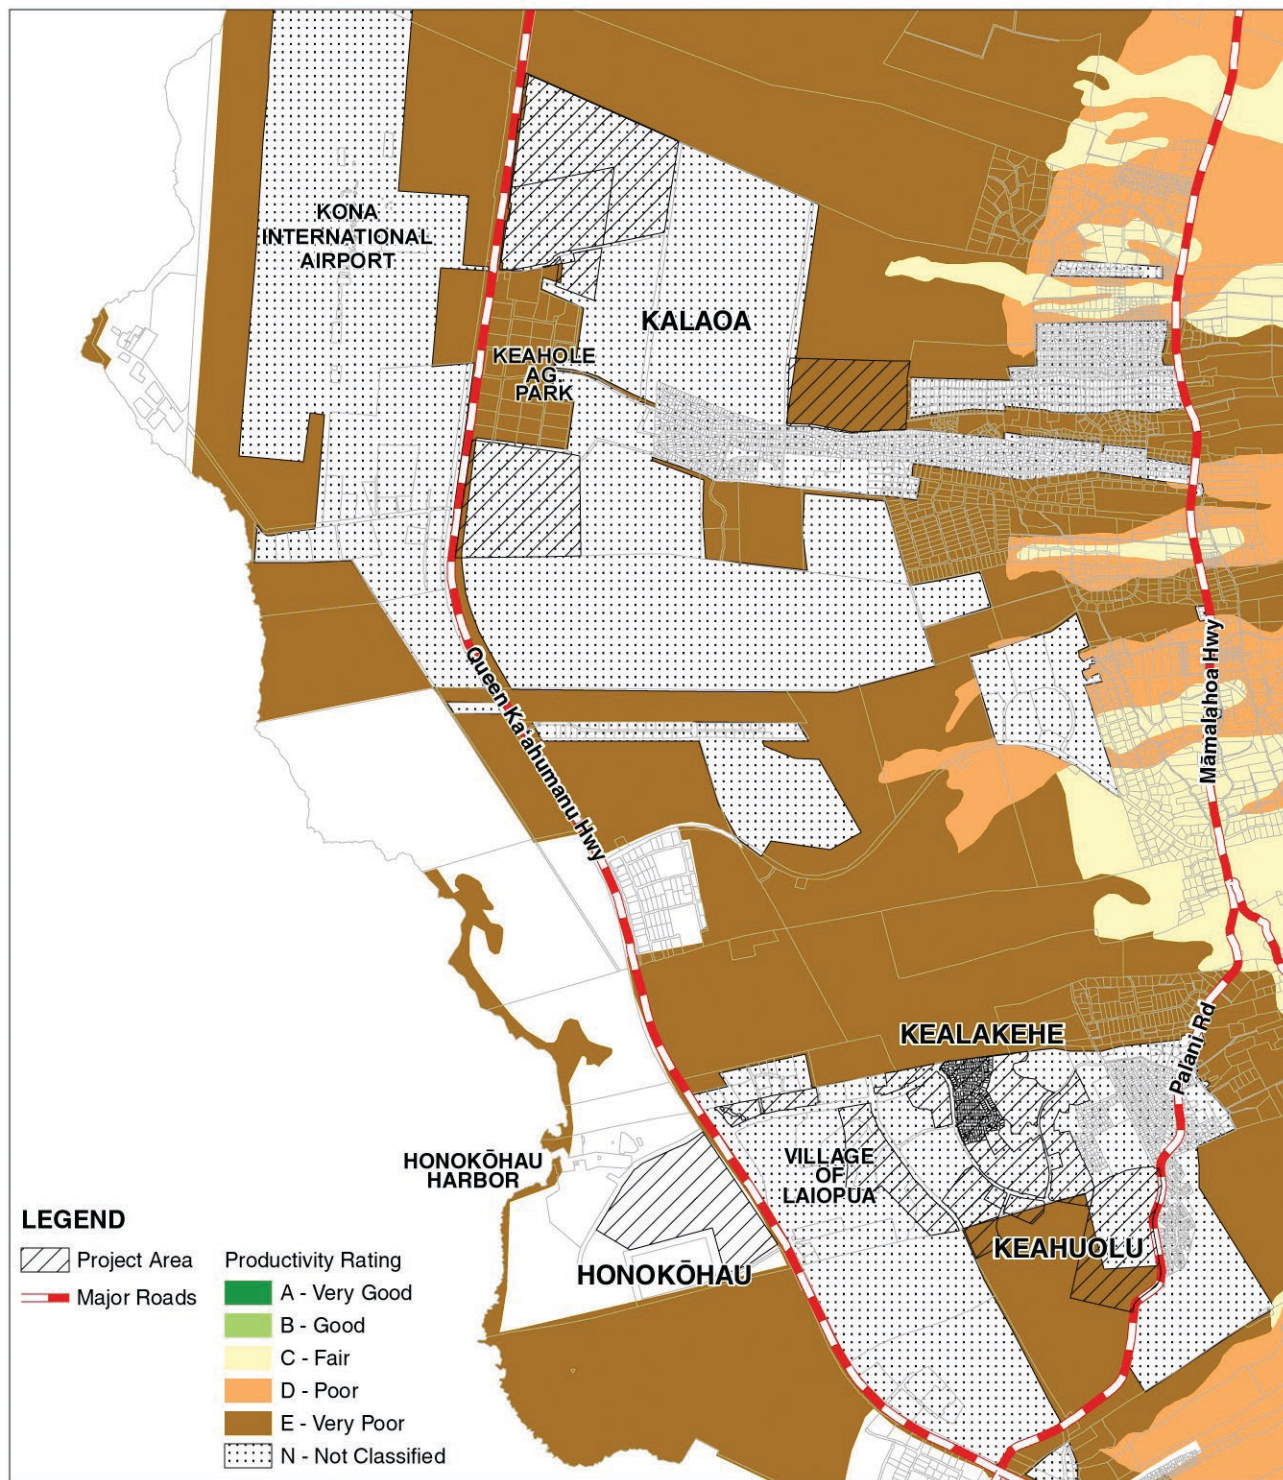 KONA
INTERNATIONAL
AIRPORT
KALAOA
KEAHOLE
AG.
PARK
Queen Ka'ahumanu Hwy
Māmalahoa Hwy
KEALAKEHE
Palani Rd
HONOKŌHAU
HARBOR
VILLAGE
OF
LAIOPUA
KEAHUOLU
HONOKŌHAU
LEGEND
Project Area
Major Roads
Productivity Rating
A - Very Good
B - Good
C - Fair
D - Poor
E - Very Poor
N - Not Classified